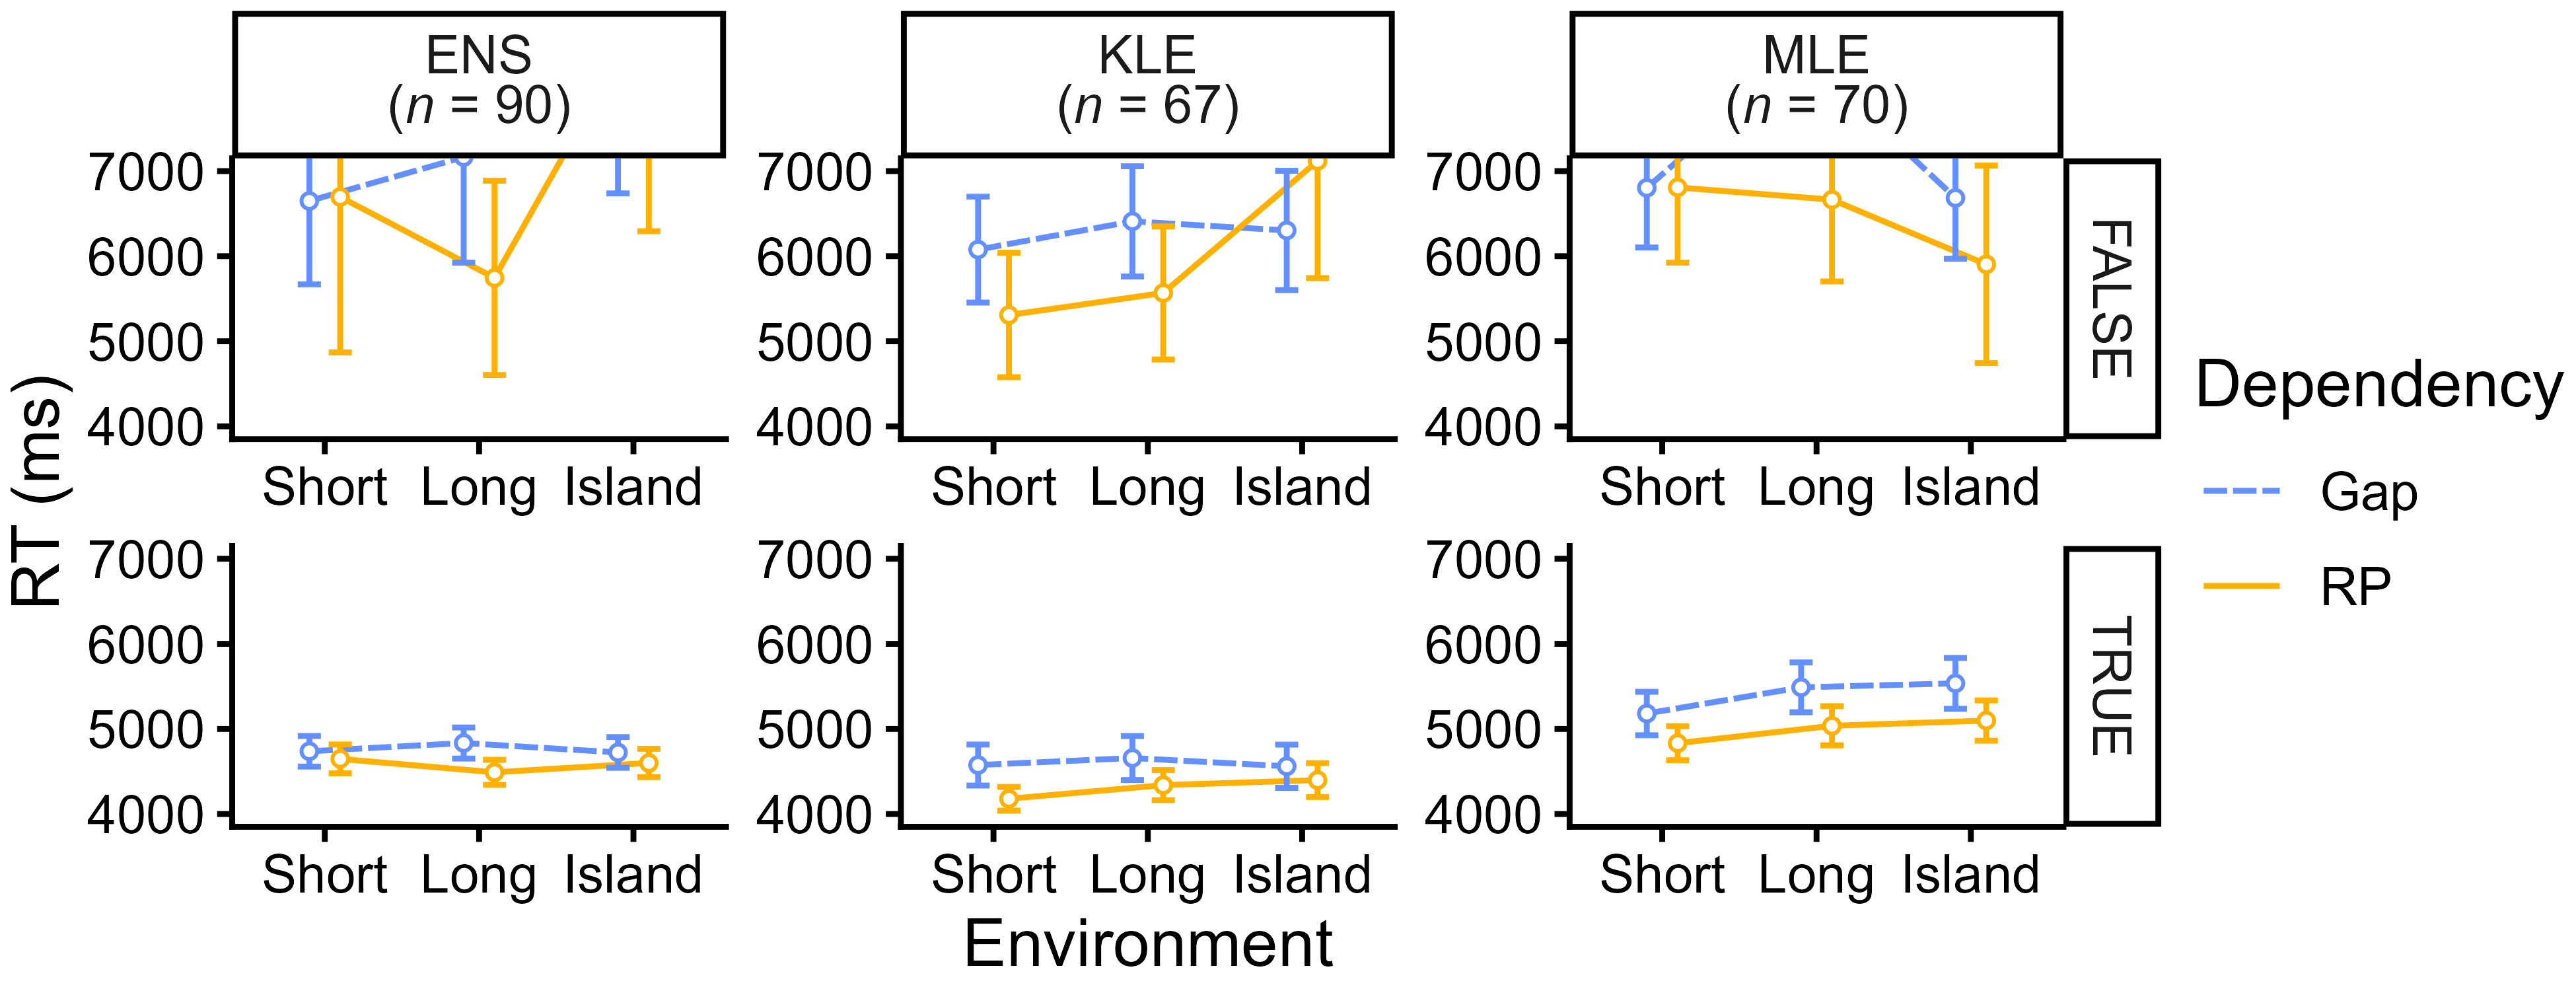 ENS
(n = 90)
KLE
(n = 67)
MLE
(n = 70)
RT (ms)
7000
6000
5000
4000
Short Long Island
7000
6000
5000
4000
Short Long Island
7000
6000
5000
4000
Short Long Island
FALSE
7000
6000
5000
4000
Short Long Island
7000
6000
5000
4000
Short Long Island
7000
6000
5000
4000
Short Long Island
TRUE
Environment
Dependency
Gap
RP